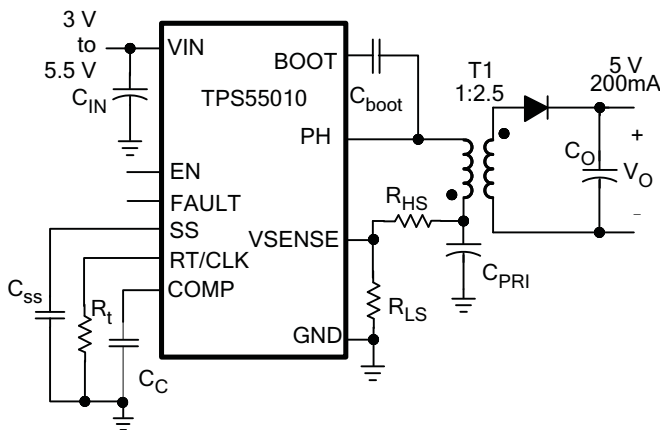 3 V
to
5.5 V
VIN
BOOT
TPS55010
C_IN
C_boot
T1
1:2.5
5 V
200mA
PH
+
C_O
V_O
-
EN
FAULT
SS
RT/CLK
COMP
VSENSE
R_HS
C_PRI
C_ss
R_t
R_LS
GND
C_C